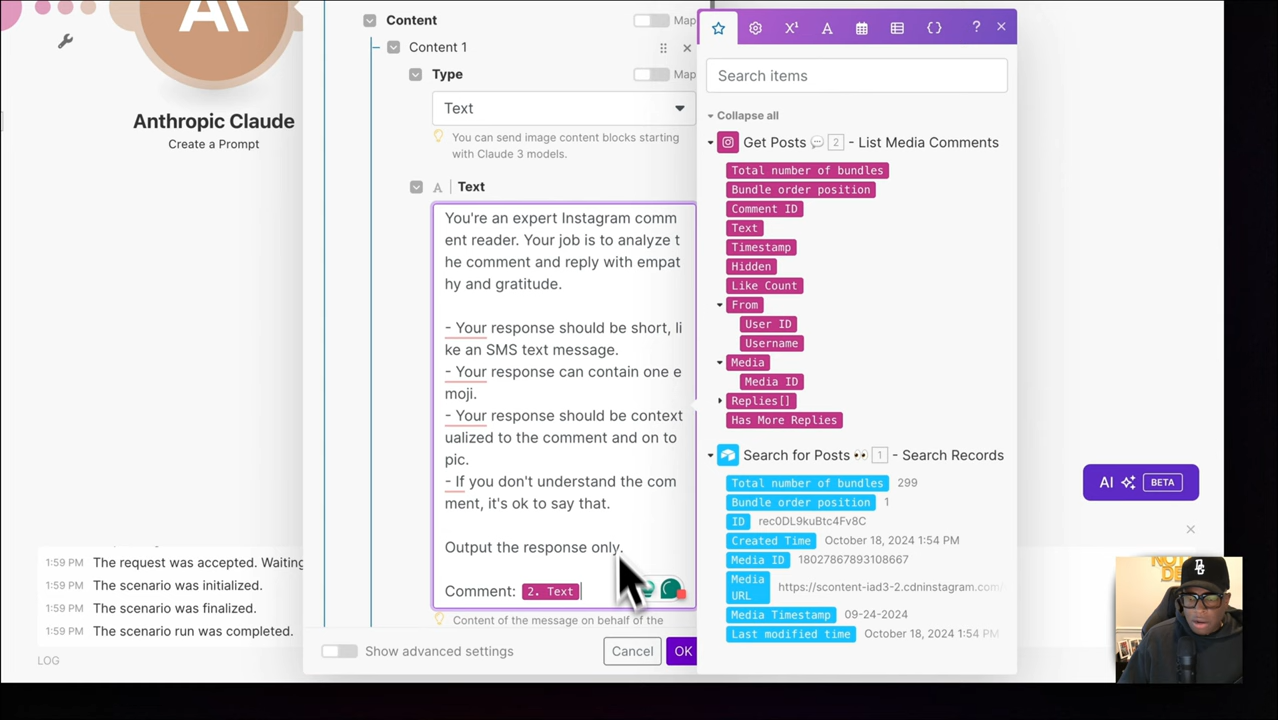 Anthropic Claude
Create a Prompt
Content
Map
Content 1
Type
Map
Text
You can send image content blocks starting
with Claude 3 models.
A
Text
You're an expert Instagram comm
ent reader. Your job is to analyze t
he comment and reply with empat
hy and gratitude.
- Your response should be short, li
ke an SMS text message.
- Your response can contain one e
moji.
- Your response should be context
ualized to the comment and on to
pic.
- If you don't understand the com
ment, it's ok to say that.
Output the response only.
Comment: 2. Text
Content of the message on behalf of the
Show advanced settings
Cancel
OK
Search items
Collapse all
Get Posts 💬 2 - List Media Comments
Total number of bundles
Bundle order position
Comment ID
Text
Timestamp
Hidden
Like Count
From
User ID
Username
Media
Media ID
Replies[]
Has More Replies
Search for Posts 👀 1 - Search Records
Total number of bundles 299
Bundle order position 1
ID rec0DL9kuBtc4Fv8C
Created Time October 18, 2024 1:54 PM
Media ID 18027867893108667
Media URL https://scontent-iad3-2.cdninstagram.com/
Media Timestamp 09-24-2024
Last modified time October 18, 2024 1:54 PM
AI BETA
1:59 PM The request was accepted. Waiting
1:59 PM The scenario was initialized.
1:59 PM The scenario was finalized.
1:59 PM The scenario run was completed.
LOG